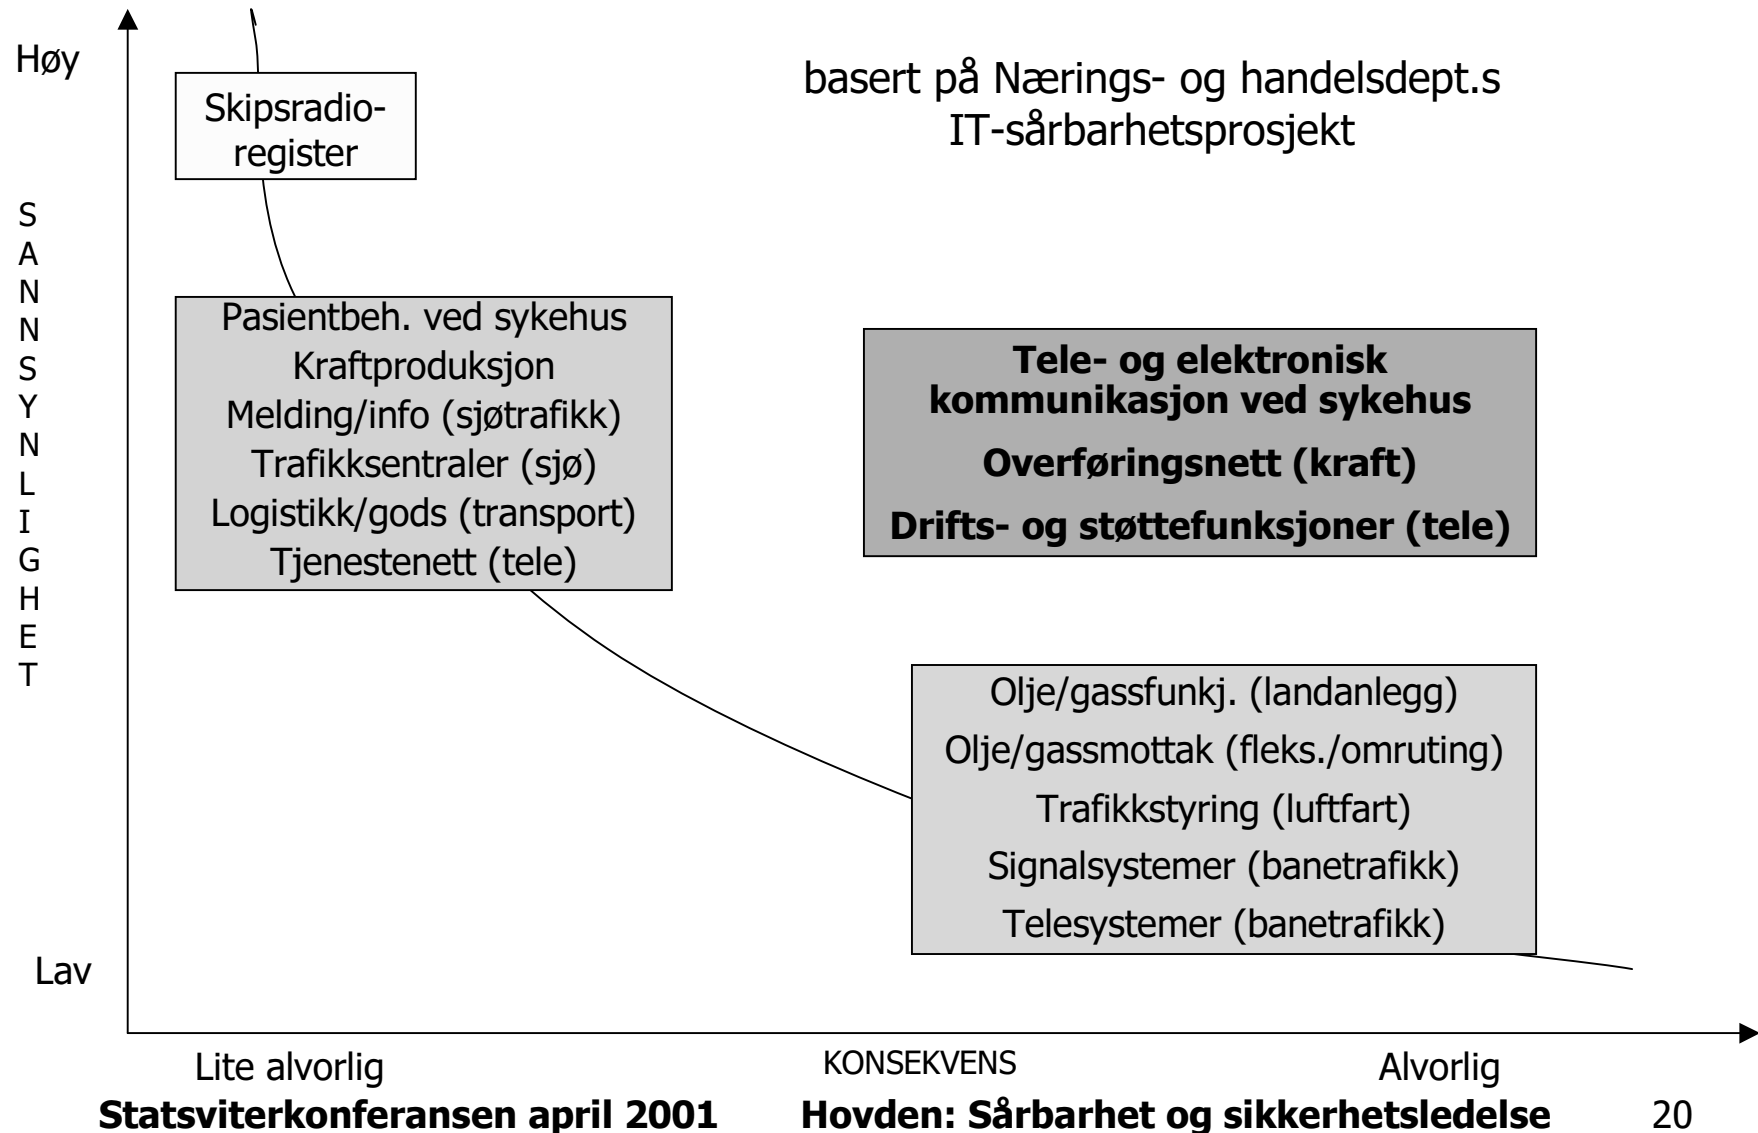 Høy
basert på Nærings- og handelsdept.s
IT-sårbarhetsprosjekt
Skipsradio-
register
S
A
N
N
S
Y
N
L
I
G
H
E
T
Pasientbeh. ved sykehus
Kraftproduksjon
Melding/info (sjøtrafikk)
Trafikksentraler (sjø)
Logistikk/gods (transport)
Tjenestenett (tele)
Tele- og elektronisk
kommunikasjon ved sykehus
Overføringsnett (kraft)
Drifts- og støttefunksjoner (tele)
Olje/gassfunkj. (landanlegg)
Olje/gassmottak (fleks./omruting)
Trafikkstyring (luftfart)
Signalsystemer (banetrafikk)
Telesystemer (banetrafikk)
Lav
Lite alvorlig KONSEKVENS Alvorlig
Statsviterkonferansen april 2001 Hovden: Sårbarhet og sikkerhetsledelse 20